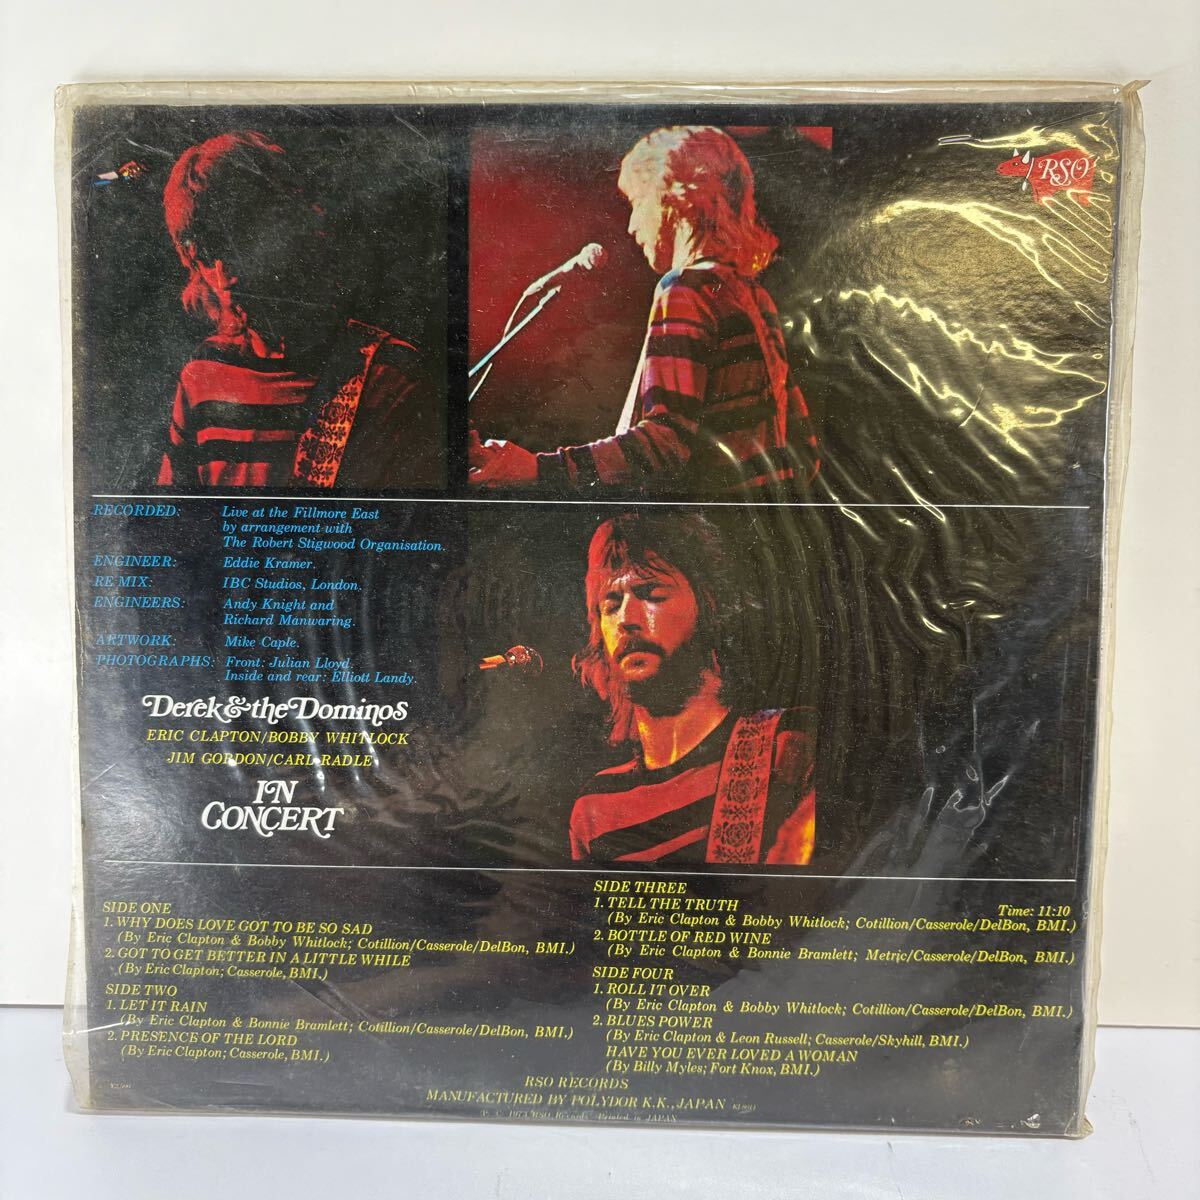 RSO
RECORDED: Live at the Fillmore East
by arrangement with
The Robert Stigwood Organisation.
ENGINEER: Eddie Kramer.
RE MIX: IBC Studios, London.
ENGINEERS: Andy Knight and
Richard Manwaring.
ARTWORK: Mike Caple.
PHOTOGRAPHS: Front: Julian Lloyd.
Inside and rear: Elliott Landy.
Derek & the Dominos
ERIC CLAPTON/BOBBY WHITLOCK
JIM GORDON/CARL RADLE
IN
CONCERT
SIDE ONE
1. WHY DOES LOVE GOT TO BE SO SAD
(By Eric Clapton & Bobby Whitlock; Cotillion/Casserole/DelBon, BMI.)
2. GOT TO GET BETTER IN A LITTLE WHILE
(By Eric Clapton; Casserole, BMI.)
SIDE TWO
1. LET IT RAIN
(By Eric Clapton & Bonnie Bramlett; Cotillion/Casserole/DelBon, BMI.)
2. PRESENCE OF THE LORD
(By Eric Clapton; Casserole, BMI.)
SIDE THREE
1. TELL THE TRUTH Time: 11:10
(By Eric Clapton & Bobby Whitlock; Cotillion/Casserole/DelBon, BMI.)
2. BOTTLE OF RED WINE
(By Eric Clapton & Bonnie Bramlett; Metric/Casserole/DelBon, BMI.)
SIDE FOUR
1. ROLL IT OVER
(By Eric Clapton & Bobby Whitlock; Cotillion/Casserole/DelBon, BMI.)
2. BLUES POWER
(By Eric Clapton & Leon Russell; Casserole/Skyhill, BMI.)
HAVE YOU EVER LOVED A WOMAN
(By Billy Myles; Fort Knox, BMI.)
RSO RECORDS
MANUFACTURED BY POLYDOR K.K., JAPAN
1973 RSO Records Printed in JAPAN